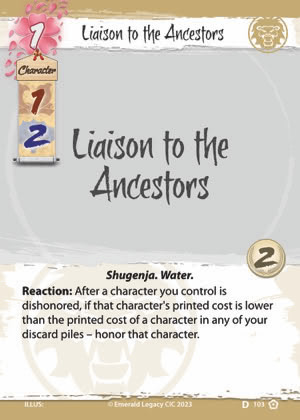 1
Liaison to the Ancestors
Character
1
2
Liaison to the
Ancestors
2
Shugenja. Water.
Reaction: After a character you control is
dishonored, if that character's printed cost is lower
than the printed cost of a character in any of your
discard piles – honor that character.
ILLUS:
© Emerald Legacy CIC 2023
D 103